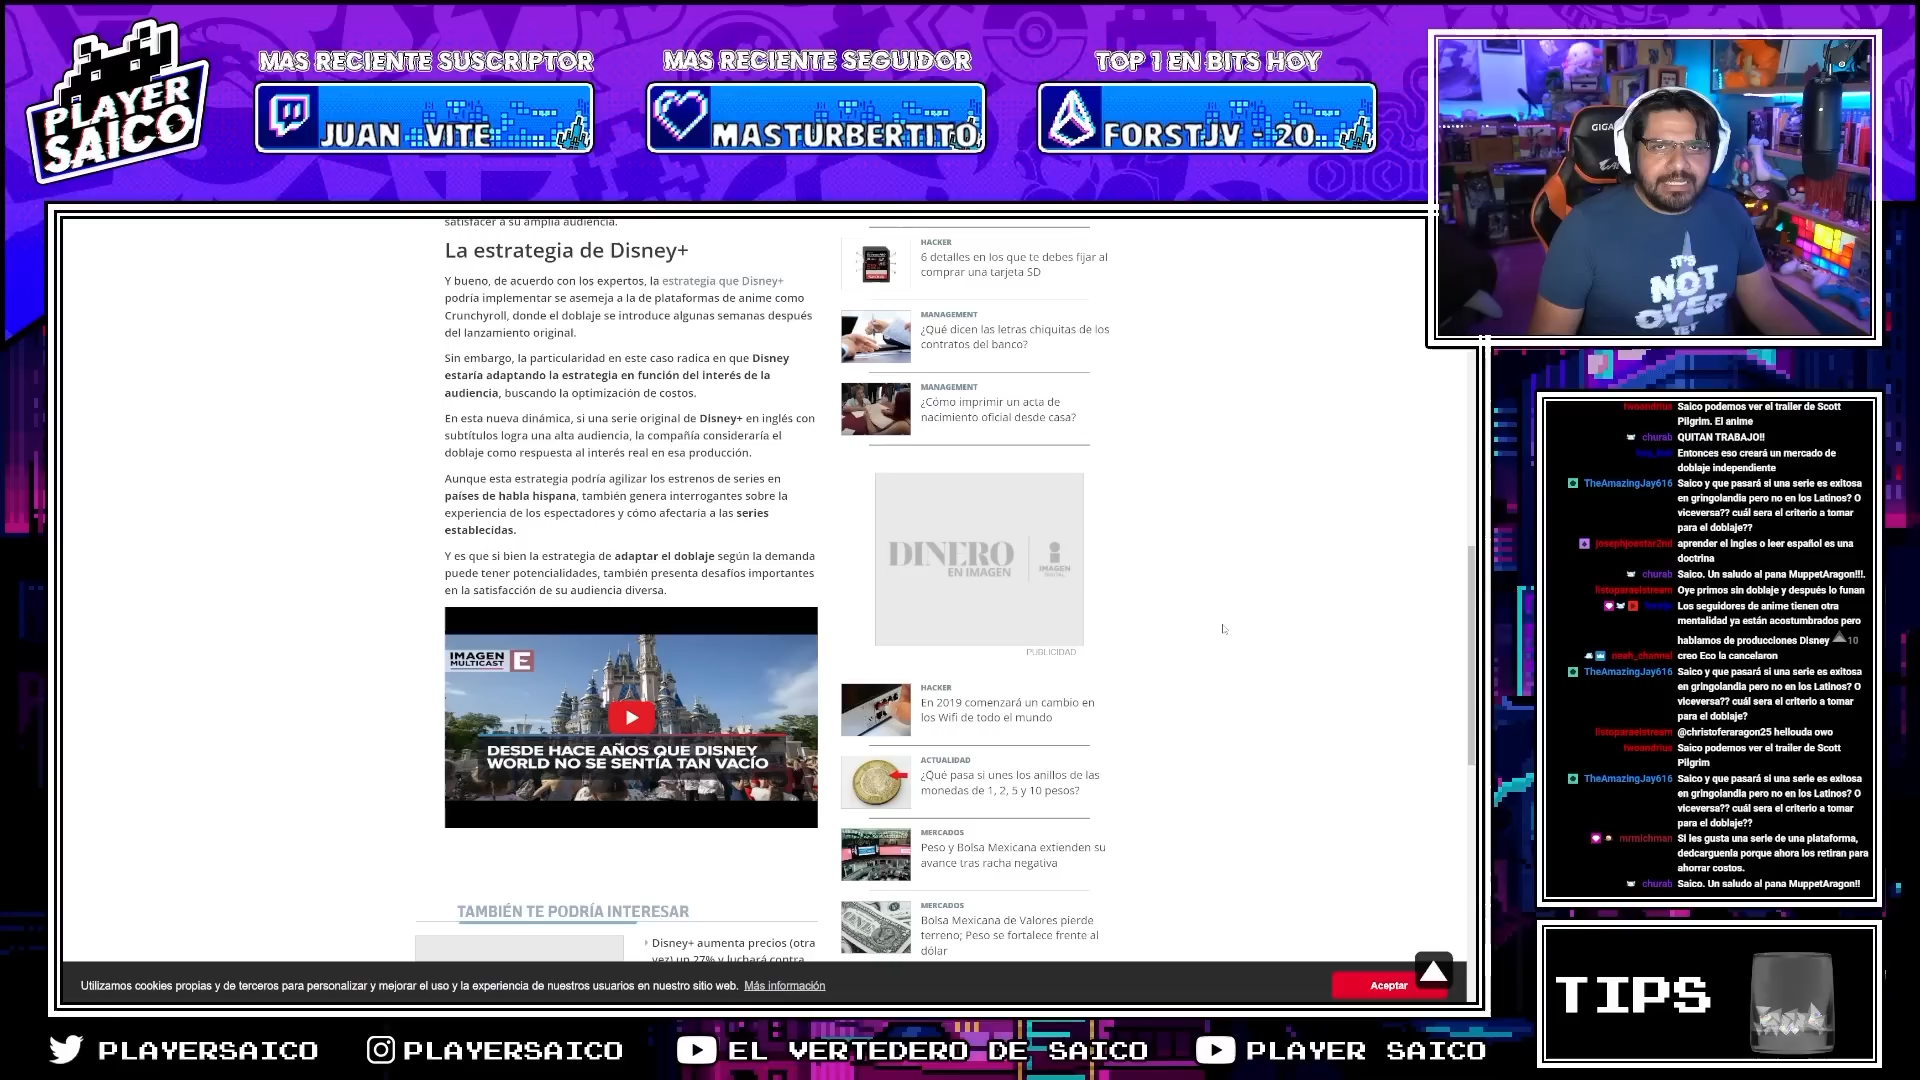 PLAYER
SAICO
MAS RECIENTE SUSCRIPTOR
JUAN_VITE
MAS RECIENTE SEGUIDOR
MASTURBERTITO
TOP 1 EN BITS HOY
FORSTJV - 20
GIGA
IT'S
NOT
OVER
YET
satisfacer a su amplia audiencia.
La estrategia de Disney+
Y bueno, de acuerdo con los expertos, la estrategia que Disney+
podría implementar se asemeja a la de plataformas de anime como
Crunchyroll, donde el doblaje se introduce algunas semanas después
del lanzamiento original.
Sin embargo, la particularidad en este caso radica en que Disney
estaría adaptando la estrategia en función del interés de la
audiencia, buscando la optimización de costos.
En esta nueva dinámica, si una serie original de Disney+ en inglés con
subtítulos logra una alta audiencia, la compañía consideraría el
doblaje como respuesta al interés real en esa producción.
Aunque esta estrategia podría agilizar los estrenos de series en
países de habla hispana, también genera interrogantes sobre la
experiencia de los espectadores y cómo afectaría a las series
establecidas.
Y es que si bien la estrategia de adaptar el doblaje según la demanda
puede tener potencialidades, también presenta desafíos importantes
en la satisfacción de su audiencia diversa.
IMAGEN
MULTICAST E
DESDE HACE AÑOS QUE DISNEY
WORLD NO SE SENTÍA TAN VACÍO
TAMBIÉN TE PODRÍA INTERESAR
Disney+ aumenta precios (otra
vez) un 27% y luchará contra
HACKER
6 detalles en los que te debes fijar al
comprar una tarjeta SD
MANAGEMENT
¿Qué dicen las letras chiquitas de los
contratos del banco?
MANAGEMENT
¿Cómo imprimir un acta de
nacimiento oficial desde casa?
DINERO
EN IMAGEN
IMAGEN
DIGITAL
PUBLICIDAD
HACKER
En 2019 comenzará un cambio en
los Wifi de todo el mundo
ACTUALIDAD
¿Qué pasa si unes los anillos de las
monedas de 1, 2, 5 y 10 pesos?
MERCADOS
Peso y Bolsa Mexicana extienden su
avance tras racha negativa
MERCADOS
Bolsa Mexicana de Valores pierde
terreno; Peso se fortalece frente al
dólar
Utilizamos cookies propias y de terceros para personalizar y mejorar el uso y la experiencia de nuestros usuarios en nuestro sitio web. Más información
Aceptar
twoandrius Saico podemos ver el trailer de Scott
Pilgrim. El anime
churab QUITAN TRABAJO!!
Entonces eso creará un mercado de
doblaje independiente
TheAmazingJay616 Saico y que pasará si una serie es exitosa
en gringolandia pero no en los Latinos? O
viceversa?? cuál sera el criterio a tomar
para el doblaje??
josephjoestar2nd aprender el ingles o leer español es una
doctrina
churab Saico. Un saludo al pana MuppetAragon!!!.
listoparaelstream Oye primos sin doblaje y después lo funan
Los seguidores de anime tienen otra
mentalidad ya están acostumbrados pero
hablamos de producciones Disney 10
creo Eco la cancelaron
TheAmazingJay616 Saico y que pasará si una serie es exitosa
en gringolandia pero no en los Latinos? O
viceversa?? cuál sera el criterio a tomar
para el doblaje?
listoparaelstream @christoferaragon25 hellouda owo
twoandrius Saico podemos ver el trailer de Scott
Pilgrim
TheAmazingJay616 Saico y que pasará si una serie es exitosa
en gringolandia pero no en los Latinos? O
viceversa?? cuál sera el criterio a tomar
para el doblaje??
mrmichman Si les gusta una serie de una plataforma,
dedcarguenla porque ahora los retiran para
ahorrar costos.
churab Saico. Un saludo al pana MuppetAragon!!
TIPS
PLAYERSAICO
PLAYERSAICO
EL VERTEDERO DE SAICO
PLAYER SAICO